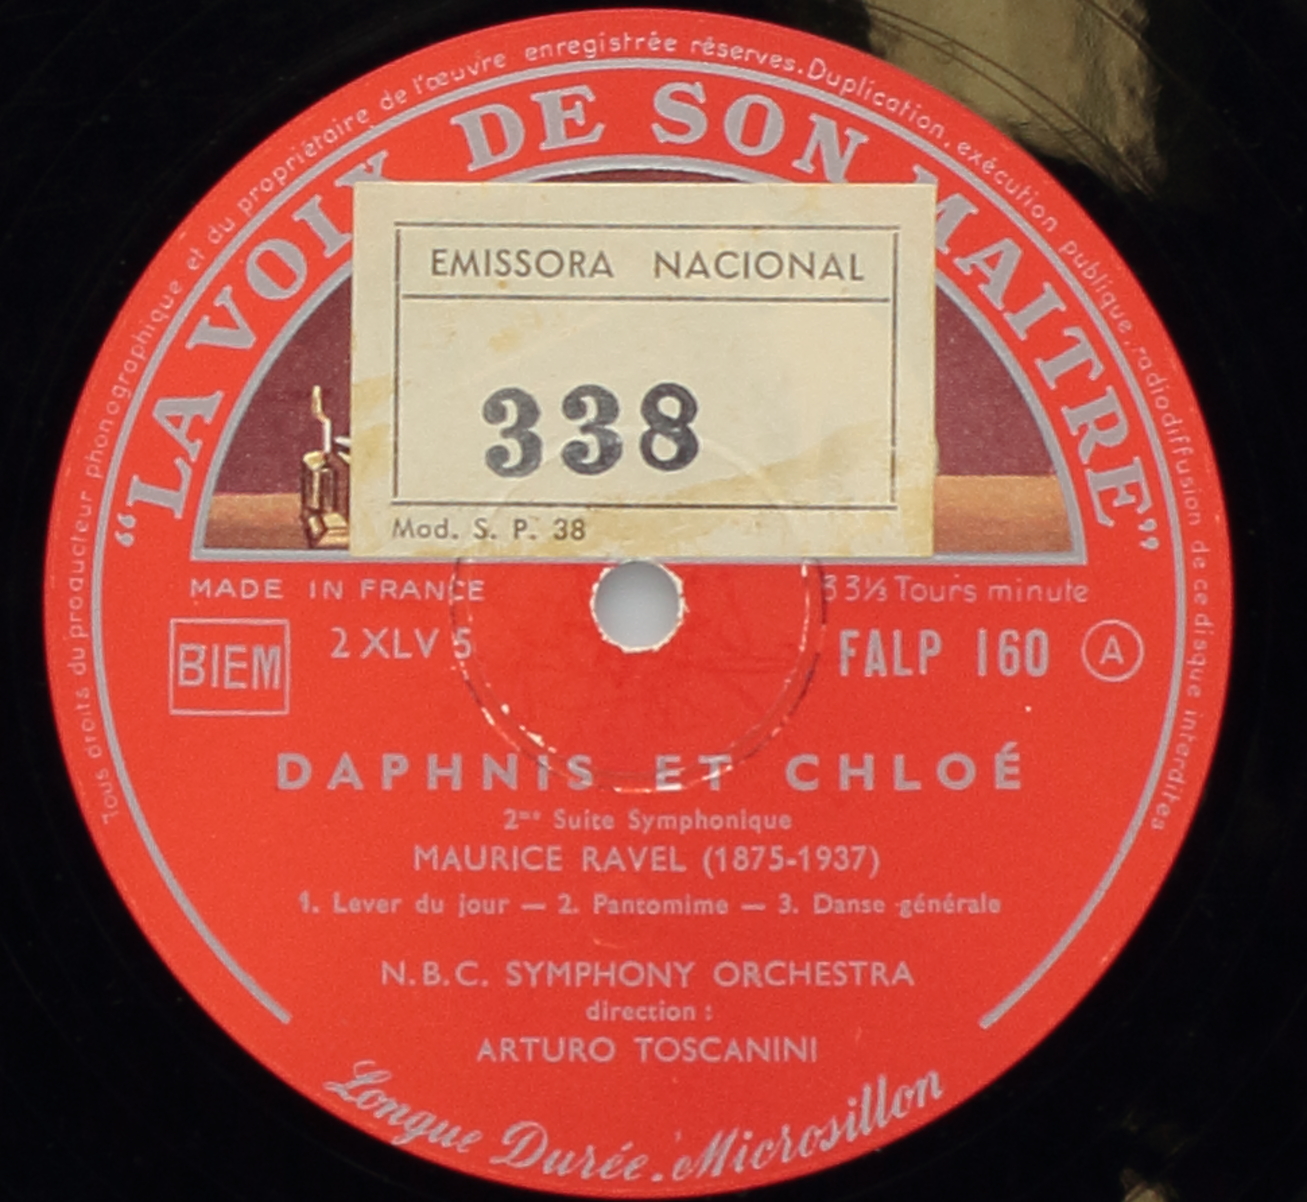 Tous droits du producteur phonographique et du propriétaire de l'œuvre enregistrée réservés. Duplication, exécution publique, radiodiffusion de ce disque interdites
"LA VOIX DE SON MAITRE"
EMISSORA NACIONAL
338
Mod. S. P. 38
MADE IN FRANCE
33⅓ Tours minute
BIEM
2XLV 5
FALP 160
A
DAPHNIS ET CHLOÉ
2me Suite Symphonique
MAURICE RAVEL (1875-1937)
1. Lever du jour — 2. Pantomime — 3. Danse générale
N.B.C. SYMPHONY ORCHESTRA
direction :
ARTURO TOSCANINI
Longue Durée. Microsillon